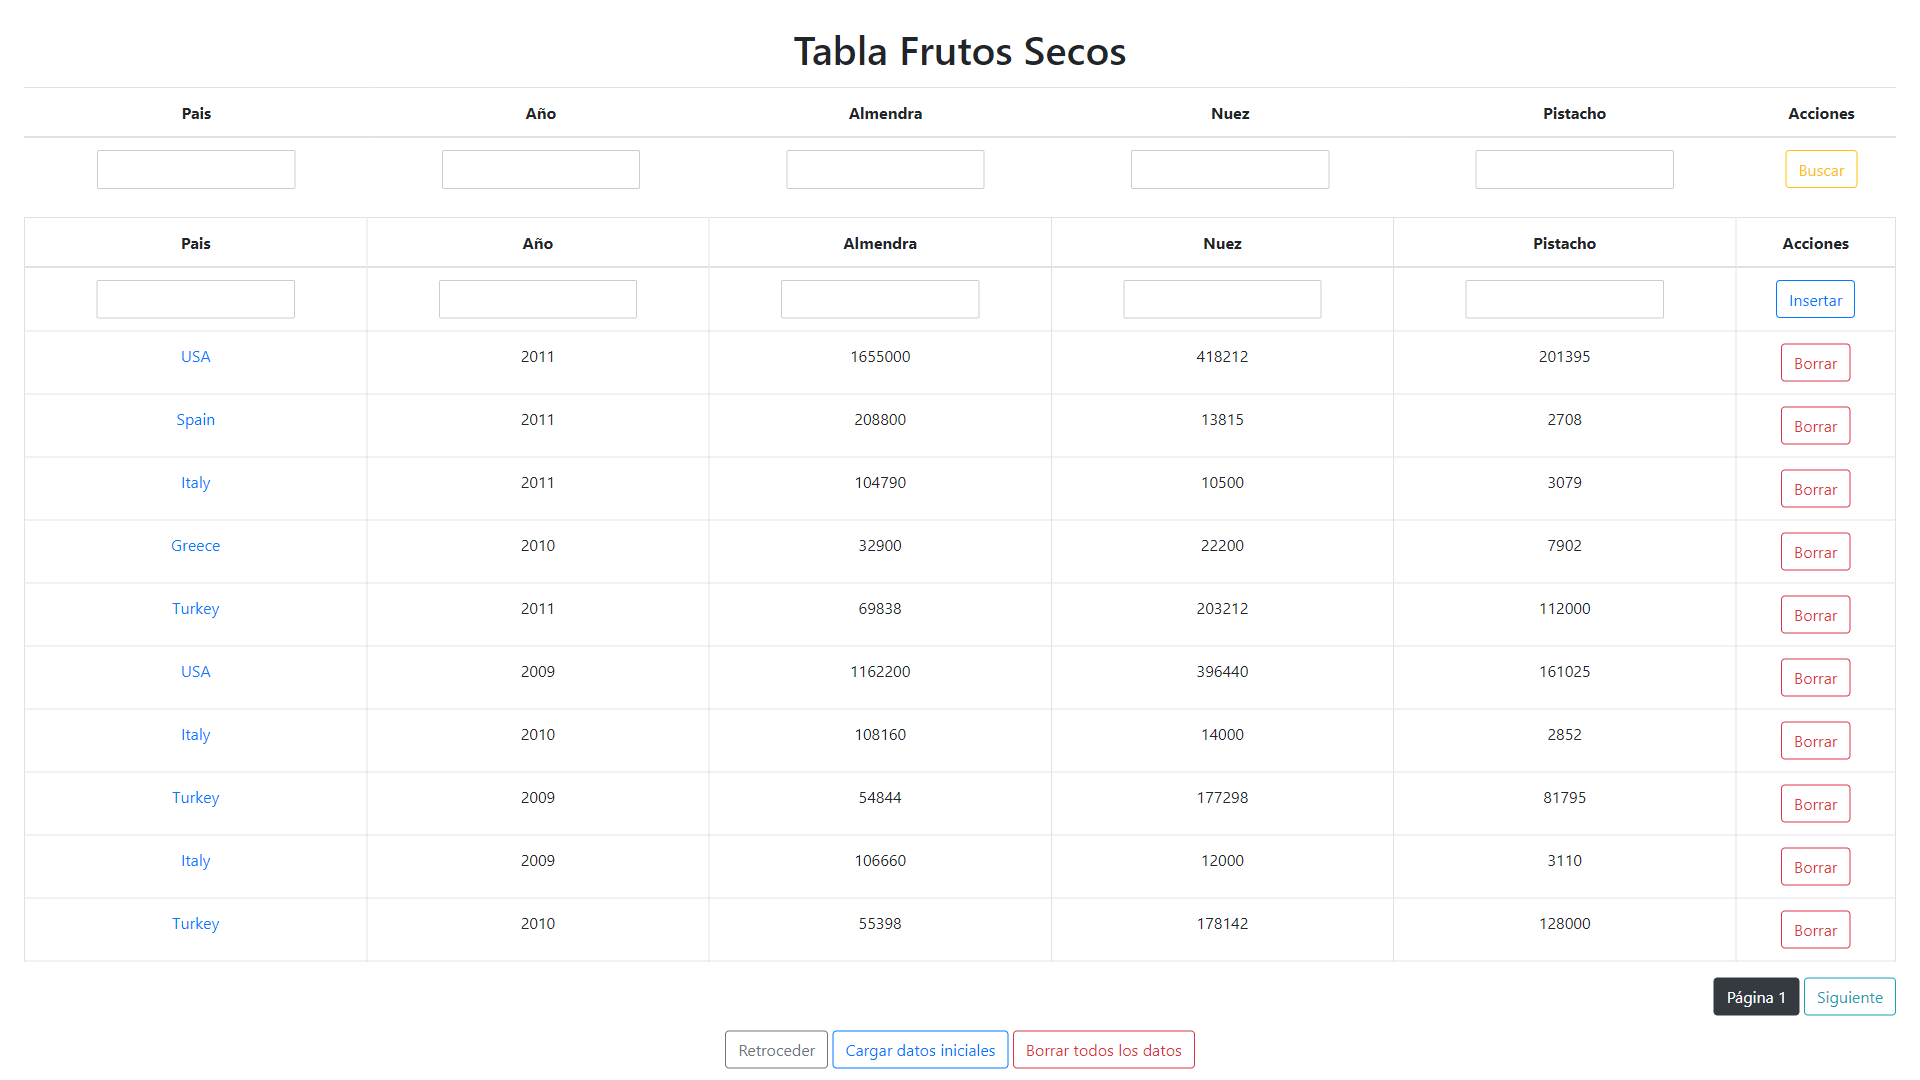 Tabla Frutos Secos
Pais Año Almendra Nuez Pistacho Acciones
Buscar
Pais Año Almendra Nuez Pistacho Acciones
Insertar
USA 2011 1655000 418212 201395 Borrar
Spain 2011 208800 13815 2708 Borrar
Italy 2011 104790 10500 3079 Borrar
Greece 2010 32900 22200 7902 Borrar
Turkey 2011 69838 203212 112000 Borrar
USA 2009 1162200 396440 161025 Borrar
Italy 2010 108160 14000 2852 Borrar
Turkey 2009 54844 177298 81795 Borrar
Italy 2009 106660 12000 3110 Borrar
Turkey 2010 55398 178142 128000 Borrar
Página 1 Siguiente
Retroceder Cargar datos iniciales Borrar todos los datos